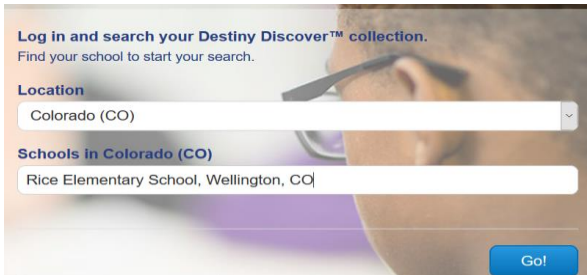 Log in and search your Destiny Discover™ collection.
Find your school to start your search.
Location
Colorado (CO)
Schools in Colorado (CO)
Rice Elementary School, Wellington, CO
Go!